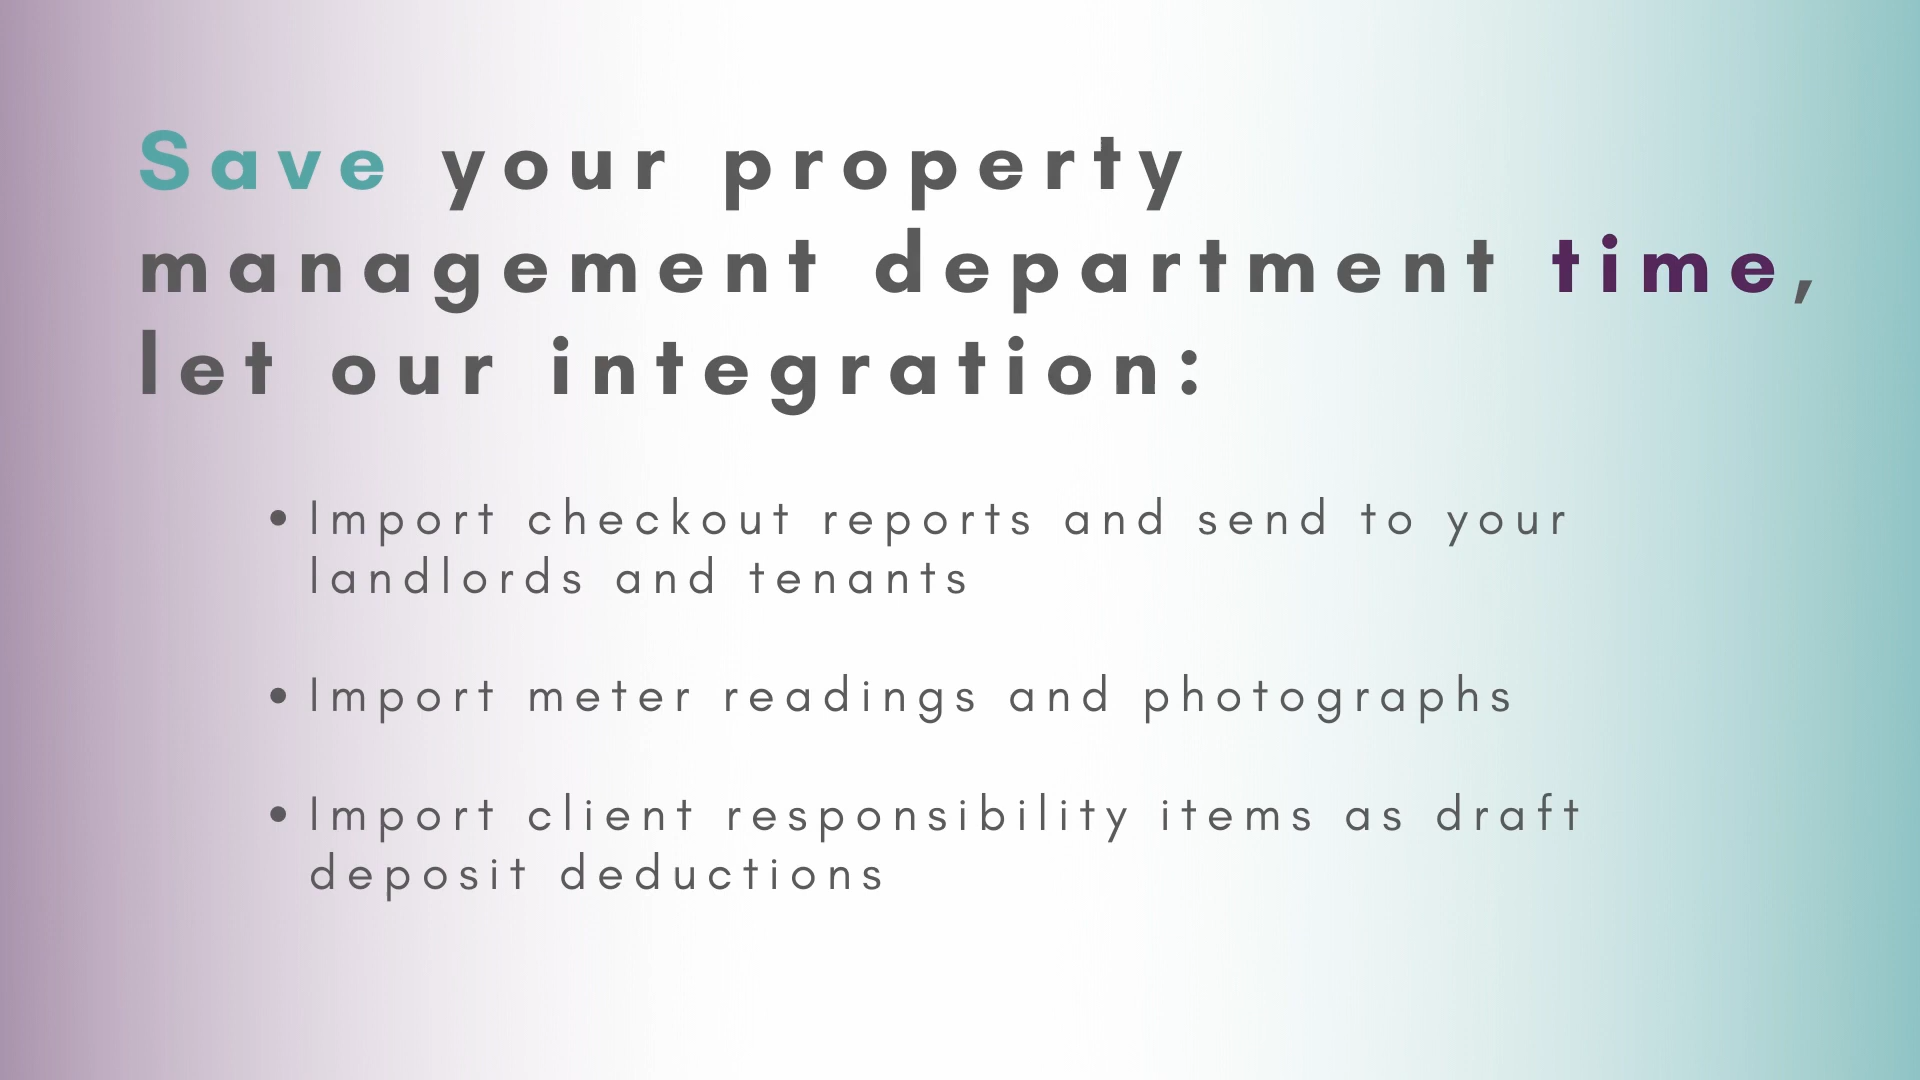 Save your property
management department time,
let our integration:
• Import checkout reports and send to your
landlords and tenants
• Import meter readings and photographs
• Import client responsibility items as draft
deposit deductions